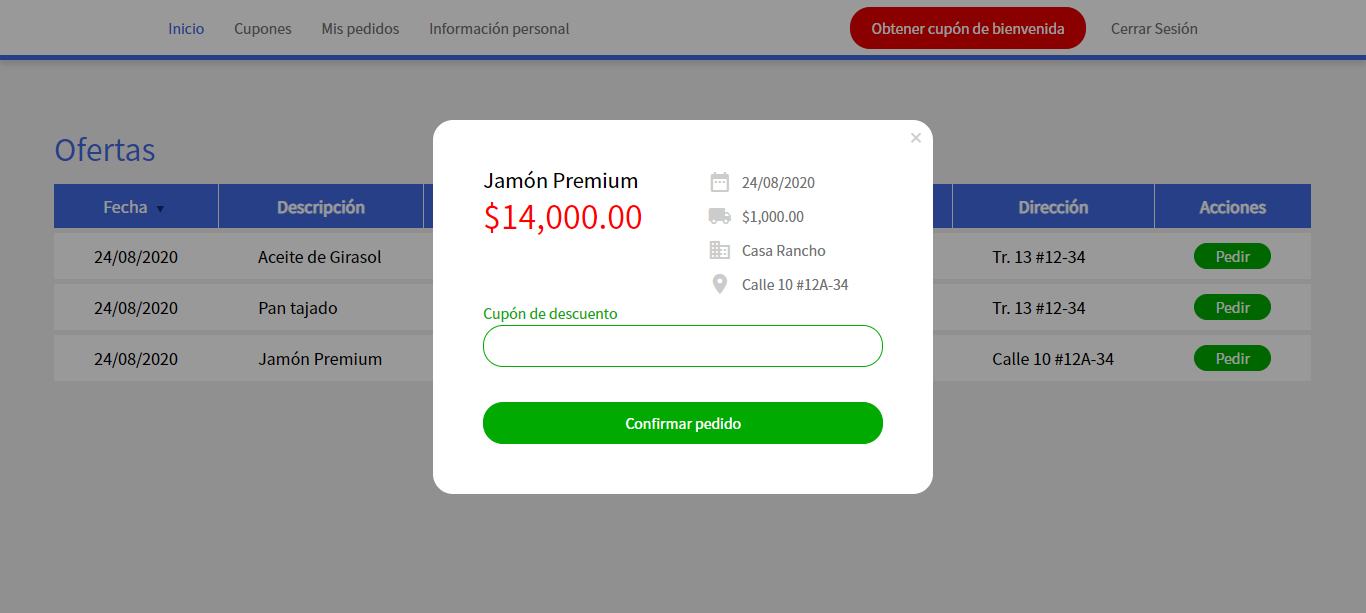 Inicio Cupones Mis pedidos Información personal Obtener cupón de bienvenida Cerrar Sesión
Ofertas
Fecha Descripción Dirección Acciones
24/08/2020 Aceite de Girasol Tr. 13 #12-34 Pedir
24/08/2020 Pan tajado Tr. 13 #12-34 Pedir
24/08/2020 Jamón Premium Calle 10 #12A-34 Pedir
Jamón Premium
$14,000.00
24/08/2020
$1,000.00
Casa Rancho
Calle 10 #12A-34
Cupón de descuento
Confirmar pedido